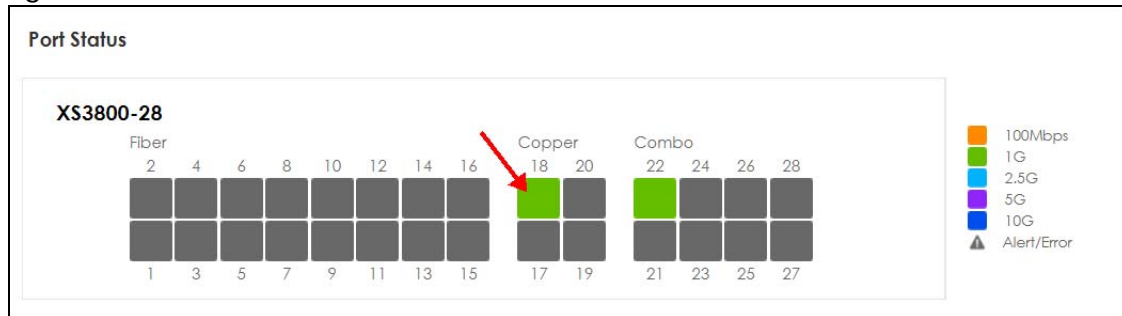 Port Status
XS3800-28
Fiber Copper Combo
2 4 6 8 10 12 14 16 18 20 22 24 26 28
1 3 5 7 9 11 13 15 17 19 21 23 25 27
100Mbps
1G
2.5G
5G
10G
Alert/Error